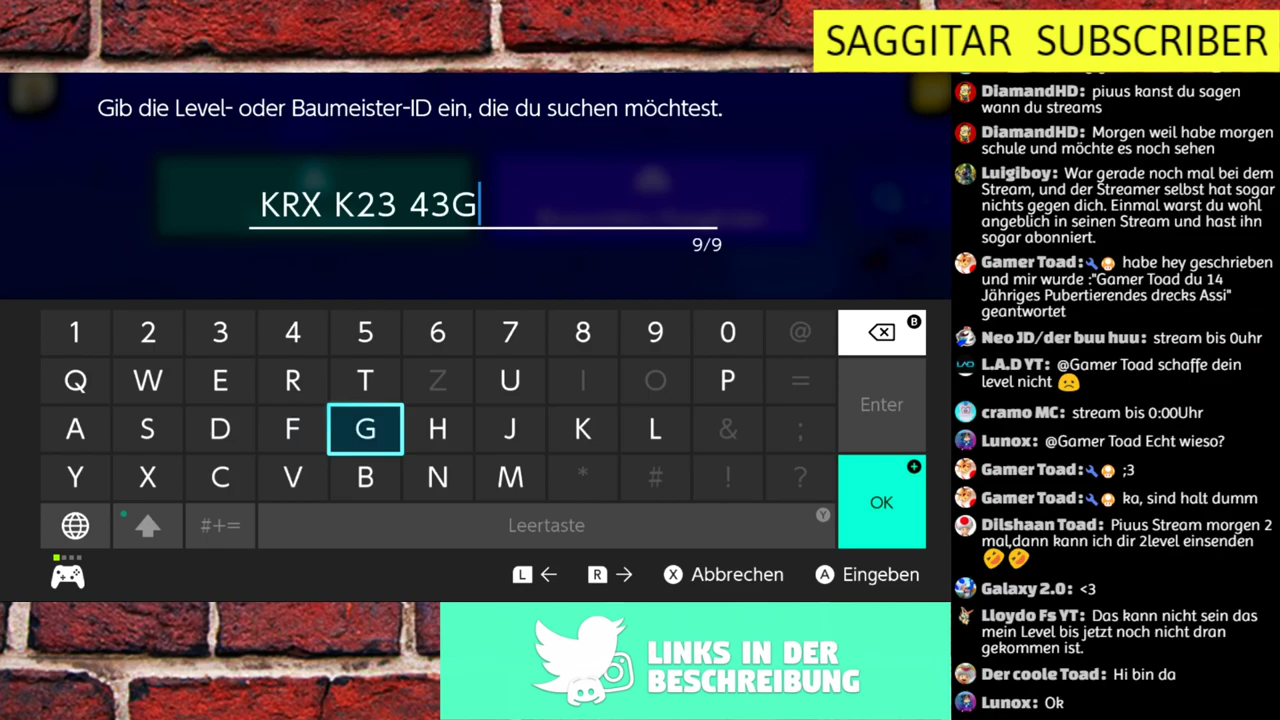 SAGGITAR SUBSCRIBER
Gib die Level- oder Baumeister-ID ein, die du suchen möchtest.
KRX K23 43G
9/9
1 2 3 4 5 6 7 8 9 0 @ B
Q W E R T Z U I O P =
Enter
A S D F G H J K L & ;
Y X C V B N M * # ! ? +
OK
#+= Leertaste Y
L ← R → X Abbrechen A Eingeben
LINKS IN DER
BESCHREIBUNG
DiamandHD: piuus kanst du sagen
wann du streams
DiamandHD: Morgen weil habe morgen
schule und möchte es noch sehen
Luigiboy: War gerade noch mal bei dem
Stream, und der Streamer selbst hat sogar
nichts gegen dich. Einmal warst du wohl
angeblich in seinen Stream und hast ihn
sogar abonniert.
Gamer Toad: habe hey geschrieben
und mir wurde :"Gamer Toad du 14
Jähriges Pubertierendes drecks Assi"
geantwortet
Neo JD/der buu huu: stream bis 0uhr
L.A.D YT: @Gamer Toad schaffe dein
level nicht
cramo MC: stream bis 0:00Uhr
Lunox: @Gamer Toad Echt wieso?
Gamer Toad: ;3
Gamer Toad: ka, sind halt dumm
Dilshaan Toad: Piuus Stream morgen 2
mal,dann kann ich dir 2level einsenden
Galaxy 2.0: <3
Lloydo Fs YT: Das kann nicht sein das
mein Level bis jetzt noch nicht dran
gekommen ist.
Der coole Toad: Hi bin da
Lunox: Ok